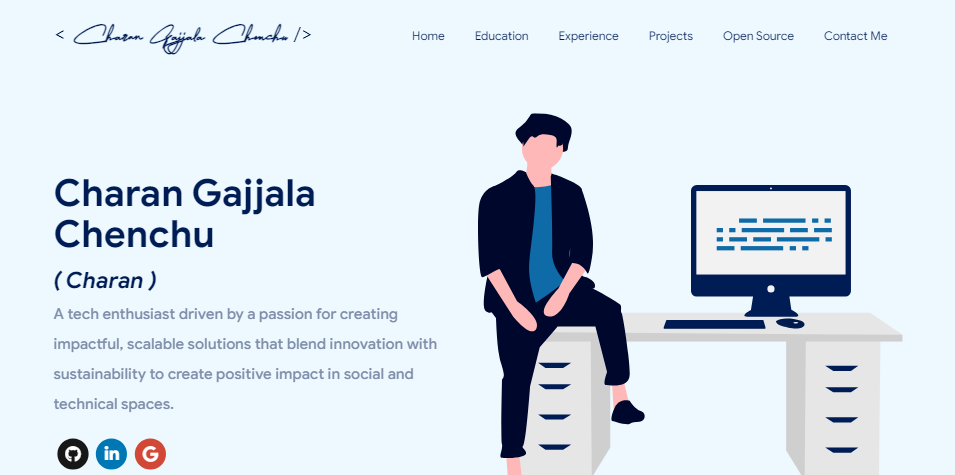 < Charan Gajjala Chenchu />
Home Education Experience Projects Open Source Contact Me
Charan Gajjala
Chenchu
( Charan )
A tech enthusiast driven by a passion for creating
impactful, scalable solutions that blend innovation with
sustainability to create positive impact in social and
technical spaces.
in G